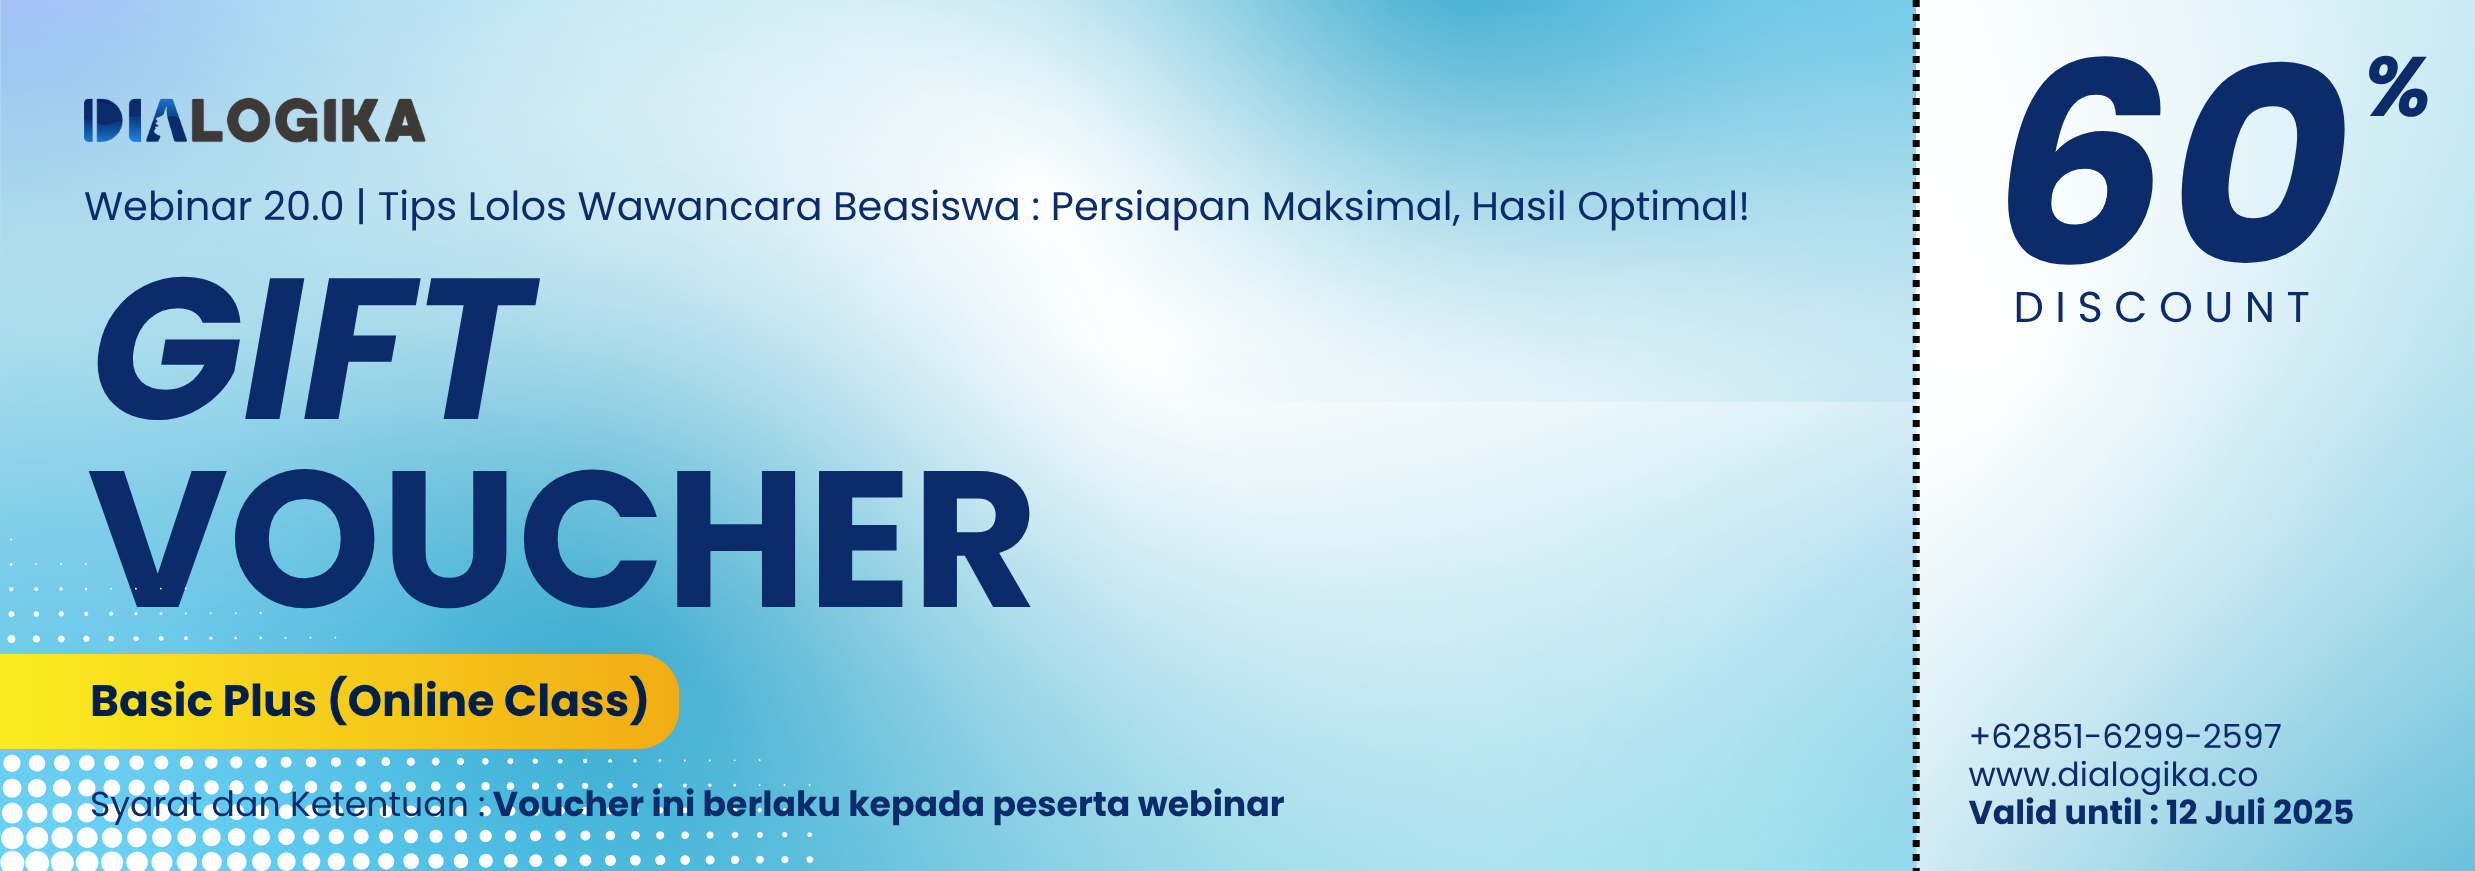 DIALOGIKA
Webinar 20.0 | Tips Lolos Wawancara Beasiswa : Persiapan Maksimal, Hasil Optimal!
GIFT
VOUCHER
Basic Plus (Online Class)
Syarat dan Ketentuan : Voucher ini berlaku kepada peserta webinar
60%
DISCOUNT
+62851-6299-2597
www.dialogika.co
Valid until : 12 Juli 2025